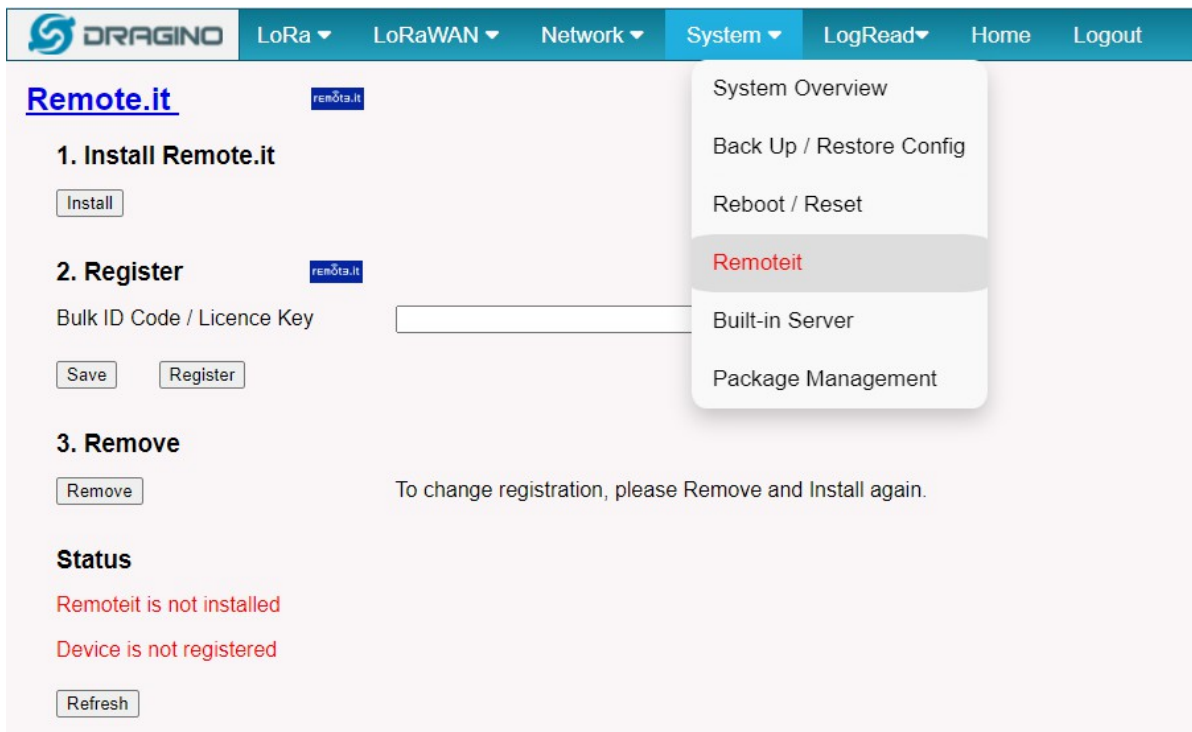 DRAGINO LoRa LoRaWAN Network System LogRead Home Logout
Remote.it remote.it
1. Install Remote.it
Install
2. Register remote.it
Bulk ID Code / Licence Key
Save Register
3. Remove
Remove To change registration, please Remove and Install again.
Status
Remoteit is not installed
Device is not registered
Refresh
System Overview
Back Up / Restore Config
Reboot / Reset
Remoteit
Built-in Server
Package Management